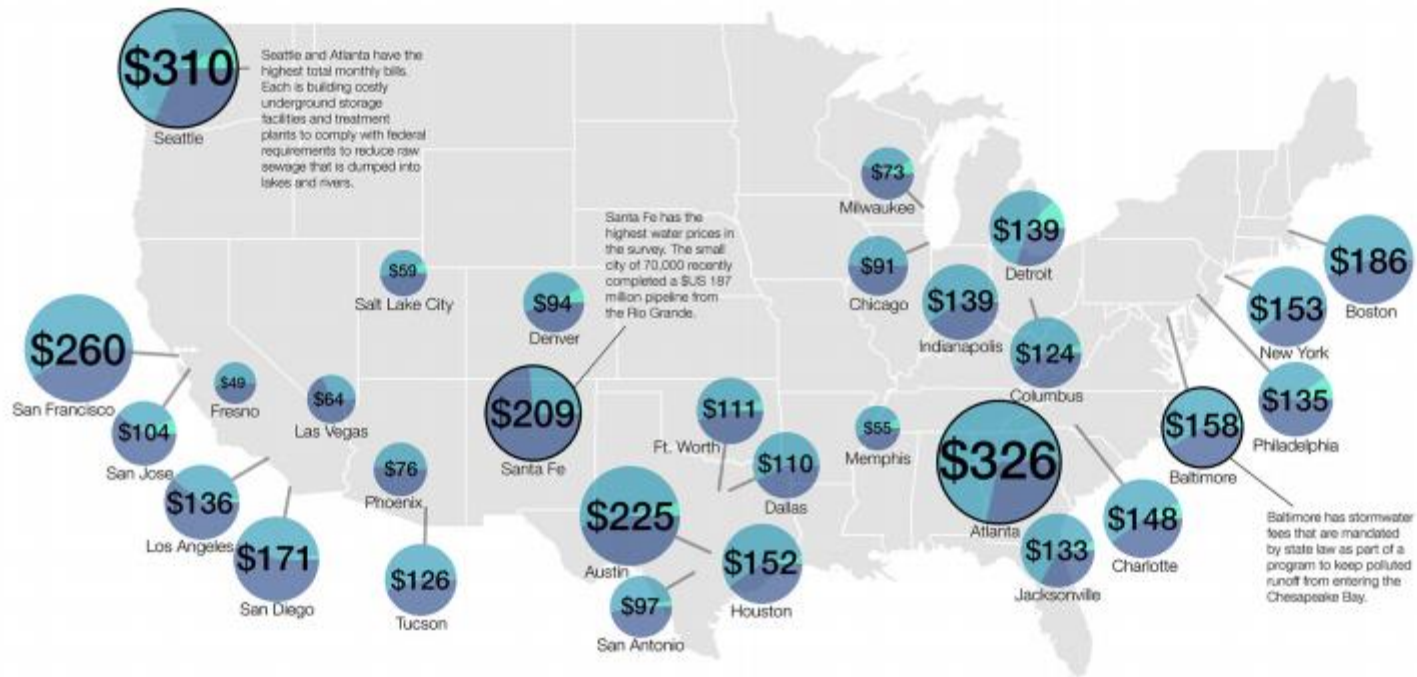 $310
Seattle
Seattle and Atlanta have the
highest total monthly bills.
Each is building costly
underground storage
facilities and treatment
plants to comply with federal
requirements to reduce raw
sewage that is dumped into
lakes and rivers.
$73
Milwaukee
$139
Detroit
Santa Fe has the
highest water prices in
the survey. The small
city of 70,000 recently
completed a $US 187
million pipeline from
the Rio Grande.
$59
Salt Lake City
$94
Denver
$91
Chicago
$139
Indianapolis
$186
Boston
$153
New York
$124
Columbus
$260
San Francisco
$49
Fresno
$64
Las Vegas
$104
San Jose
$209
Santa Fe
$111
Ft. Worth
$55
Memphis
$135
Philadelphia
$158
Baltimore
$326
Atlanta
$76
Phoenix
$110
Dallas
$136
Los Angeles
$225
Austin
$148
Charlotte
$133
Jacksonville
Baltimore has stormwater
fees that are mandated
by state law as part of a
program to keep polluted
runoff from entering the
Chesapeake Bay.
$171
San Diego
$126
Tucson
$97
San Antonio
$152
Houston